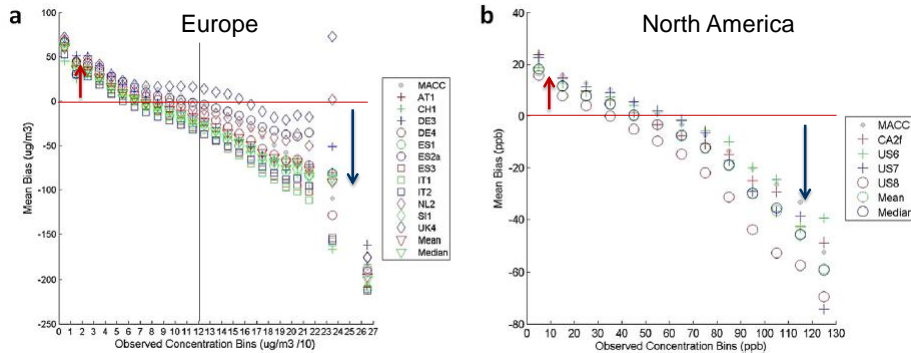 a
Europe
100
50
0
-50
-100
-150
-200
-250
Mean Bias (ug/m3)
0 1 2 3 4 5 6 7 8 9 10 11 12 13 14 15 16 17 18 19 20 21 22 23 24 25 26 27
Observed Concentration Bins (ug/m3 /10)
MACC
AT1
CH1
DE3
DE4
ES1
ES2a
ES3
IT1
IT2
NL2
SI1
UK4
Mean
Median
b
North America
40
20
0
-20
-40
-60
-80
Mean Bias (ppb)
0 10 20 30 40 50 60 70 80 90 100 110 120 130
Observed Concentration Bins (ppb)
MACC
CA2f
US6
US7
US8
Mean
Median